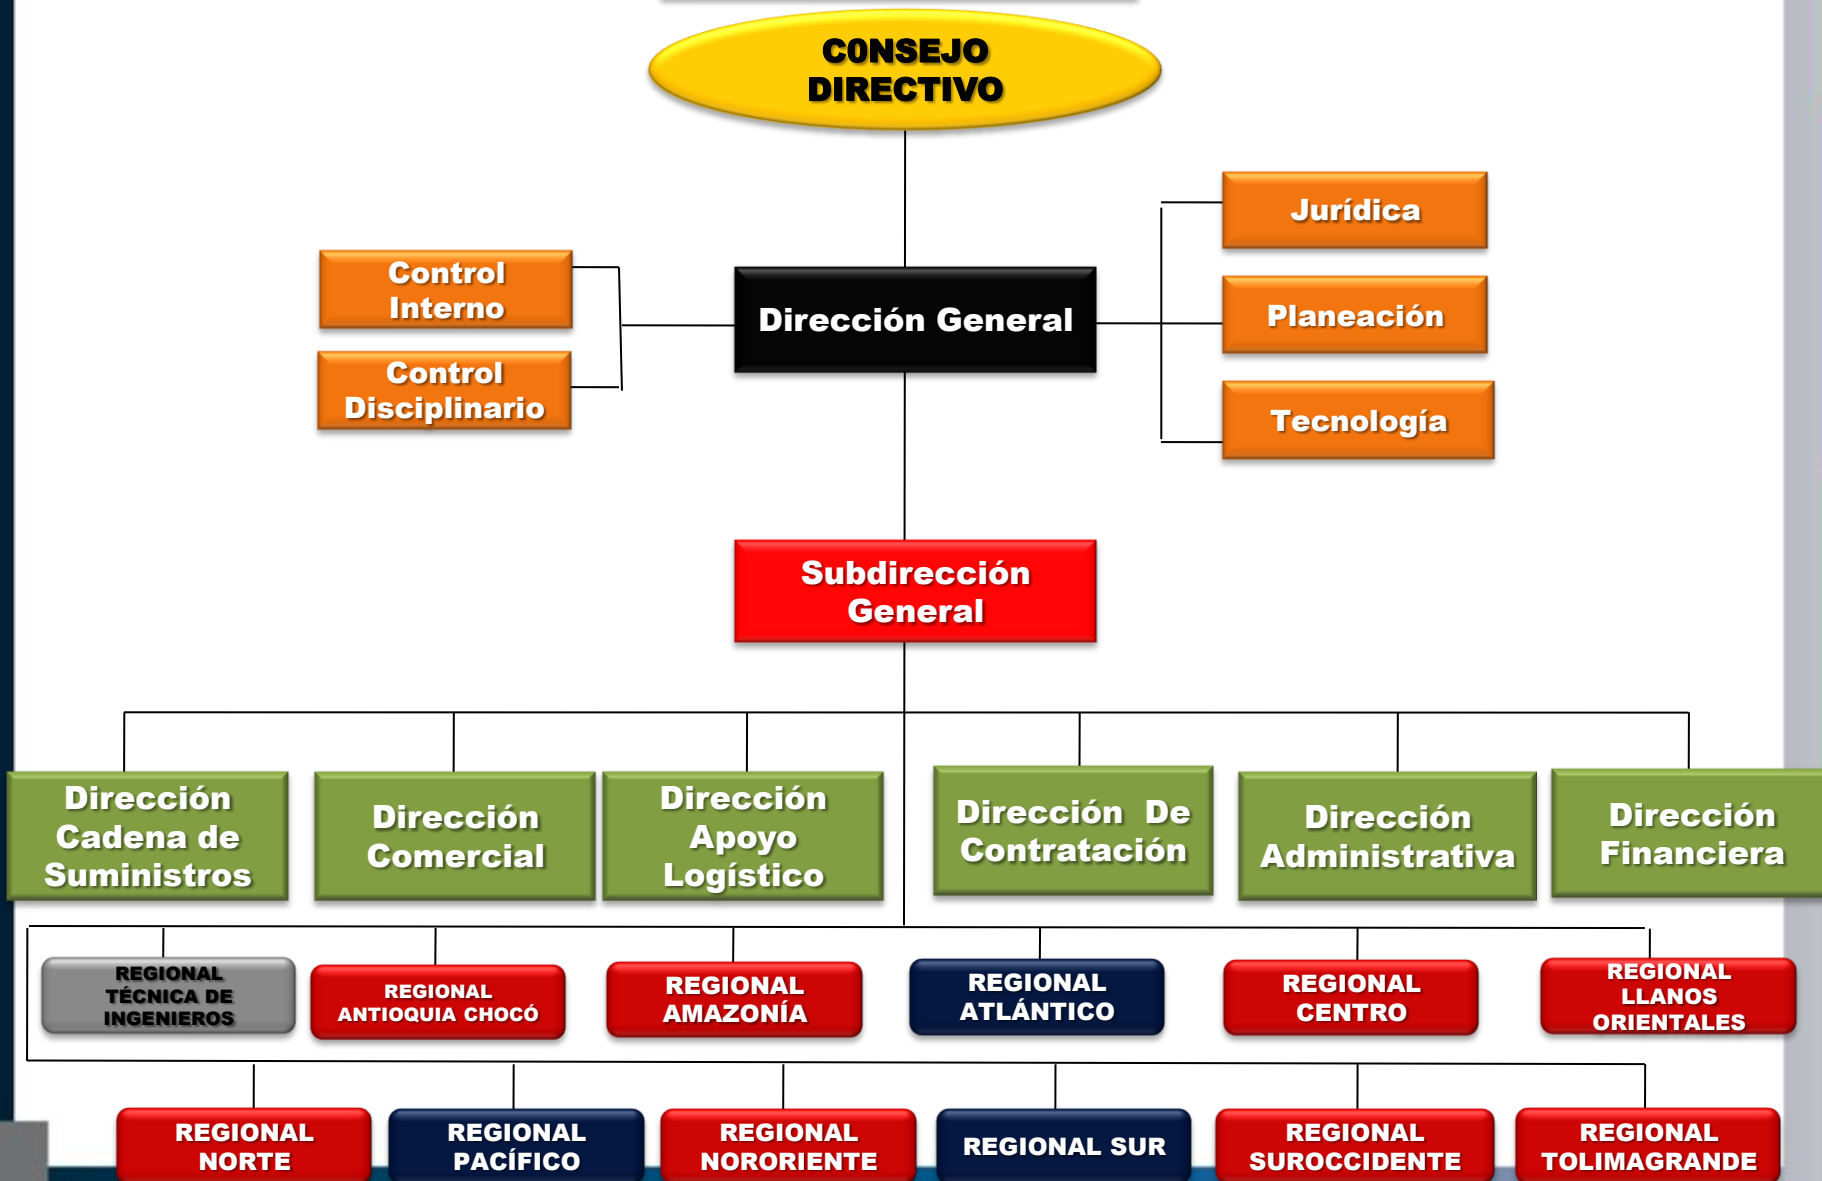 C0NSEJO
DIRECTIVO
Jurídica
Control
Interno
Dirección General
Planeación
Control
Disciplinario
Tecnología
Subdirección
General
Dirección
Cadena de
Suministros
Dirección
Comercial
Dirección
Apoyo
Logístico
Dirección De
Contratación
Dirección
Administrativa
Dirección
Financiera
REGIONAL
TÉCNICA DE
INGENIEROS
REGIONAL
ANTIOQUIA CHOCÓ
REGIONAL
AMAZONÍA
REGIONAL
ATLÁNTICO
REGIONAL
CENTRO
REGIONAL
LLANOS
ORIENTALES
REGIONAL
NORTE
REGIONAL
PACÍFICO
REGIONAL
NORORIENTE
REGIONAL SUR
REGIONAL
SUROCCIDENTE
REGIONAL
TOLIMAGRANDE